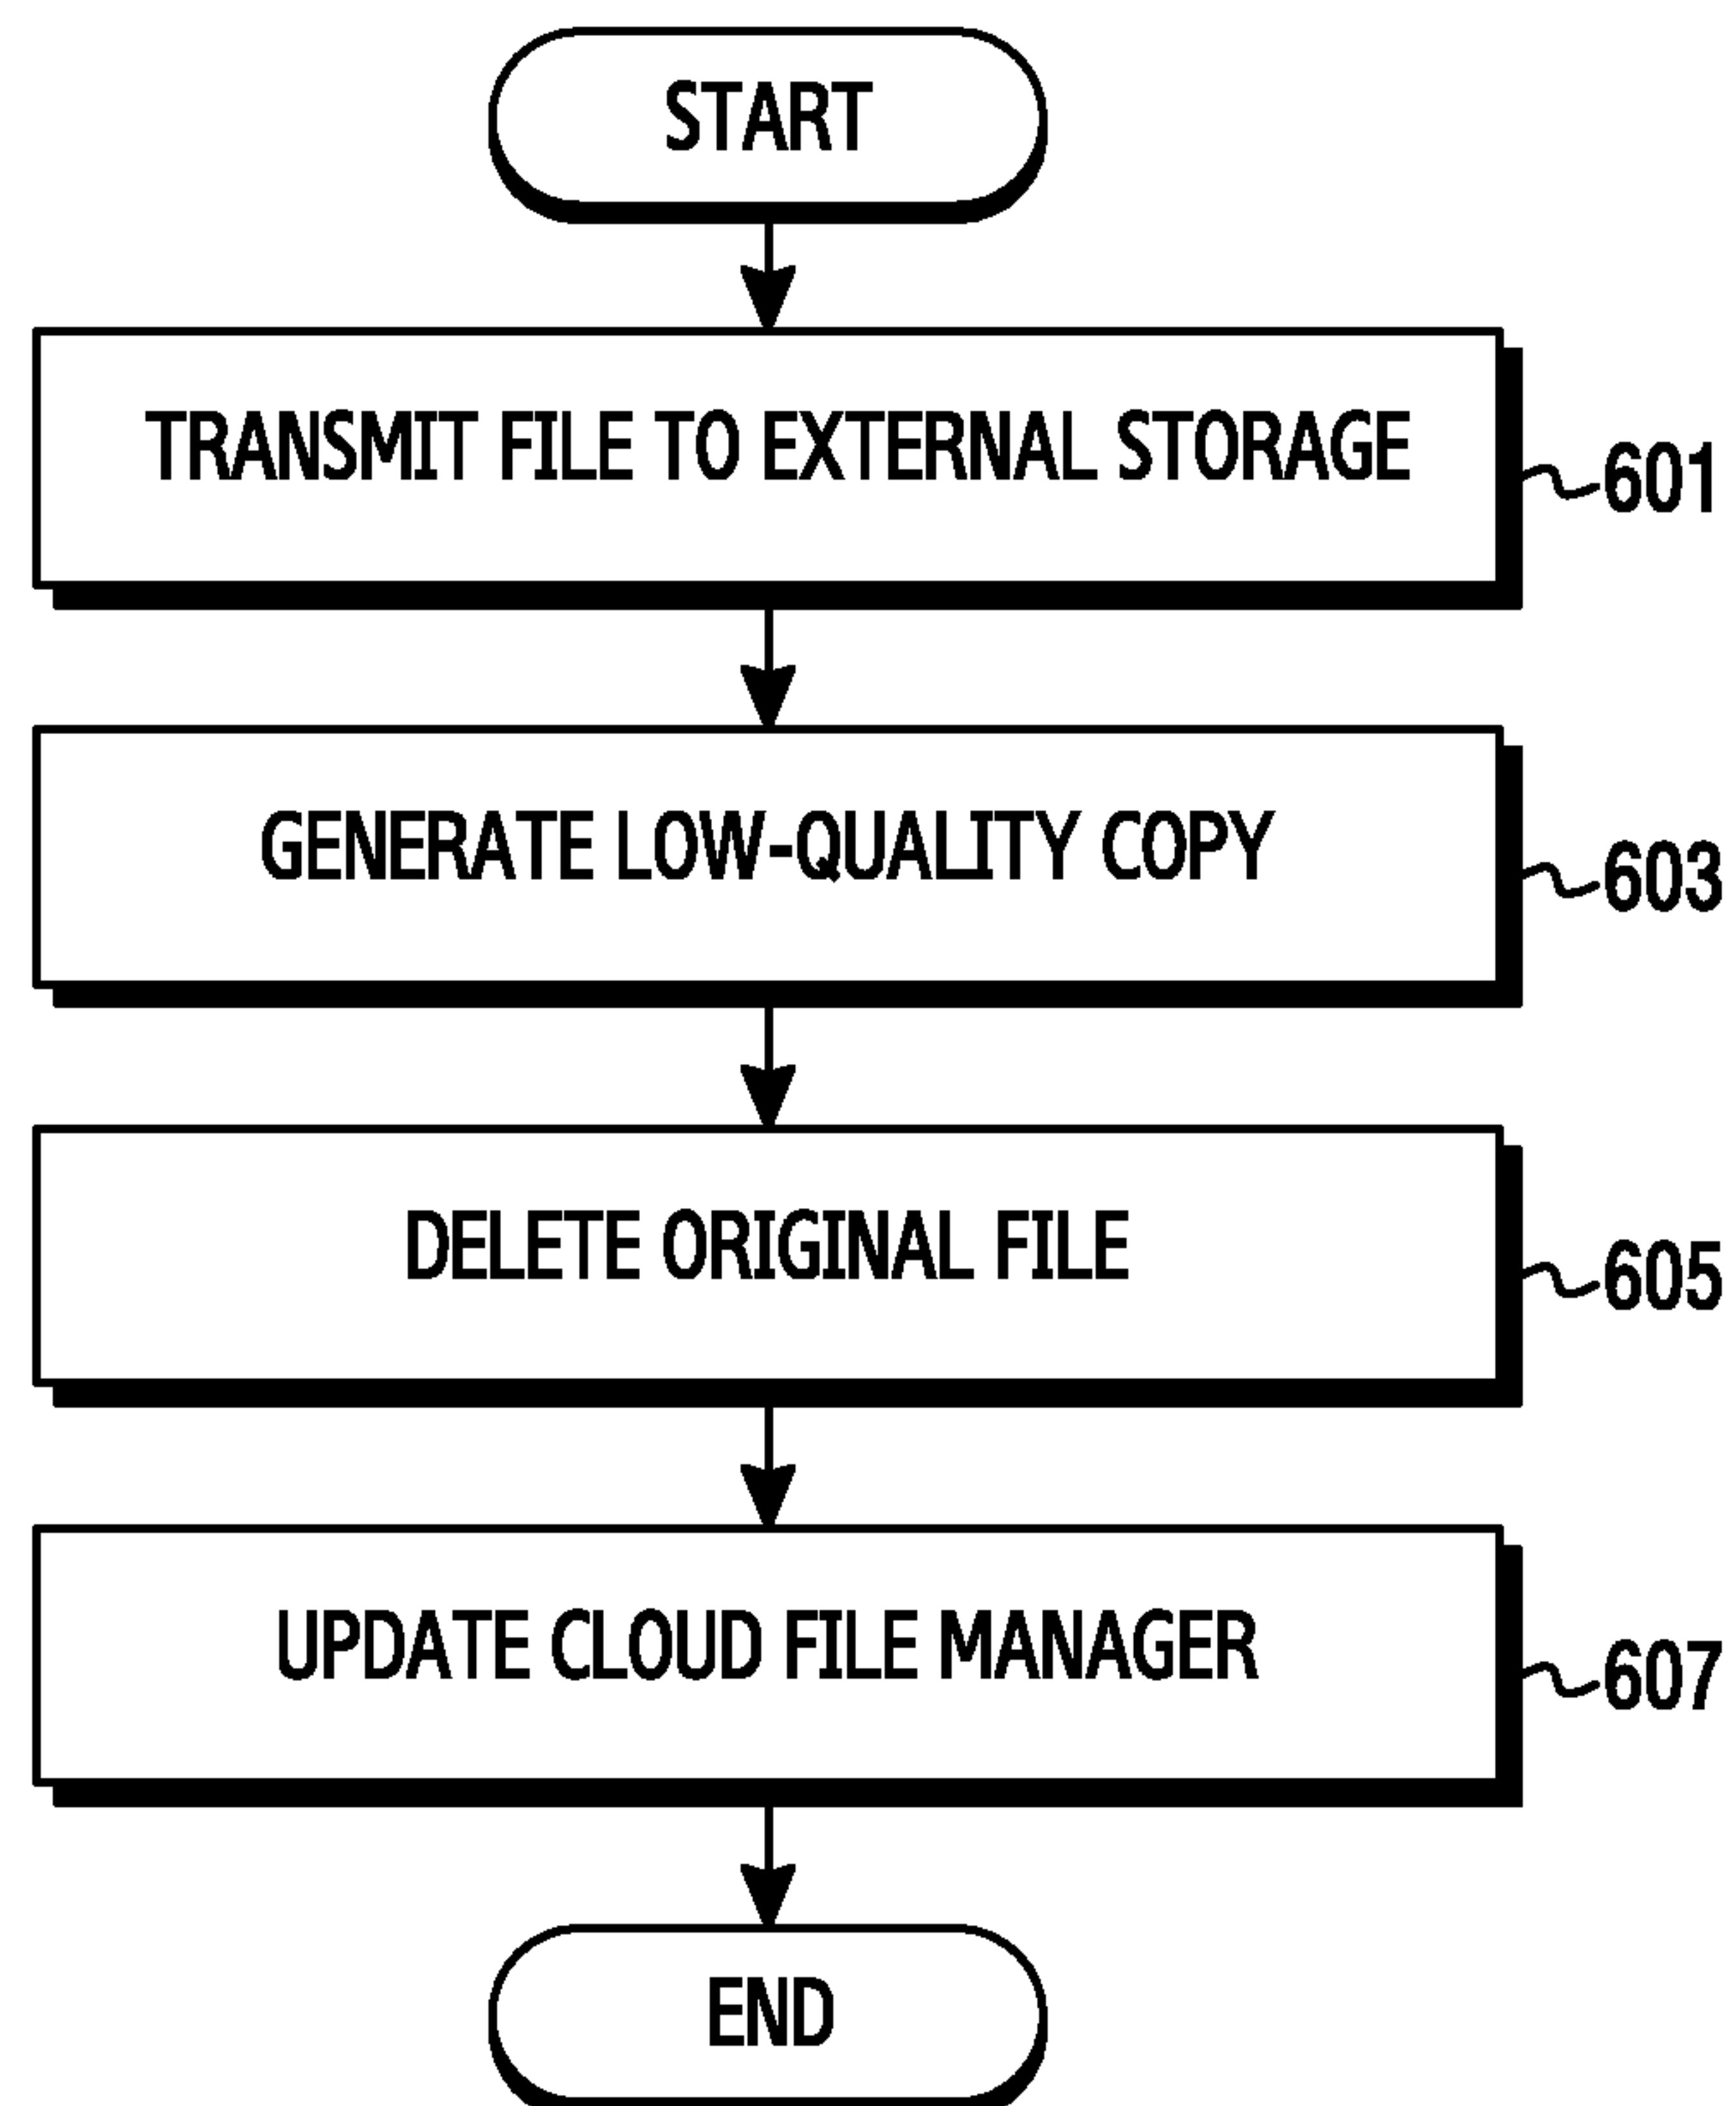 START
TRANSMIT FILE TO EXTERNAL STORAGE
601
GENERATE LOW-QUALITY COPY
603
DELETE ORIGINAL FILE
605
UPDATE CLOUD FILE MANAGER
607
END